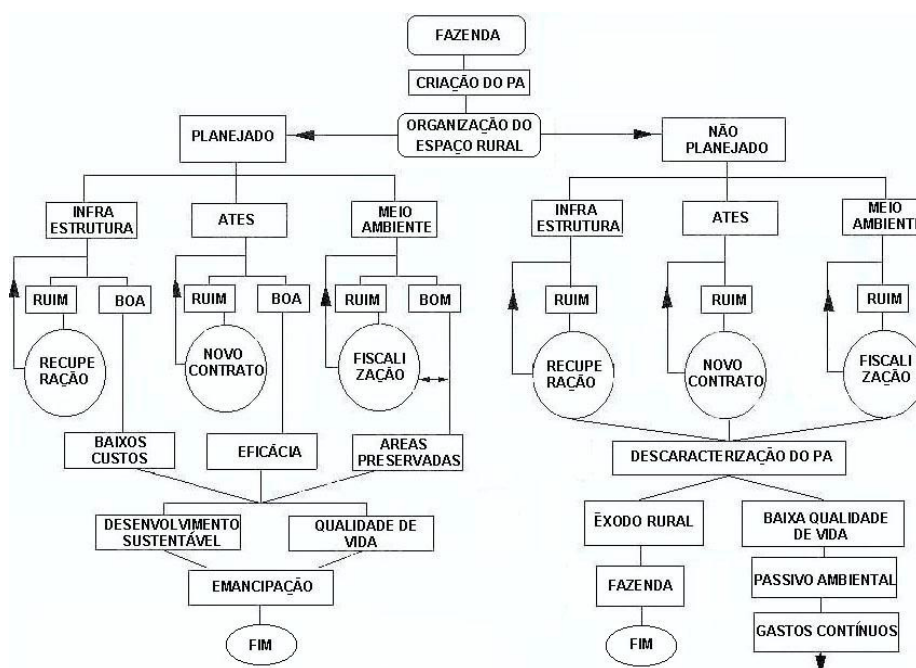 FAZENDA
CRIAÇÃO DO PA
ORGANIZAÇÃO DO
ESPAÇO RURAL
PLANEJADO
NÃO
PLANEJADO
INFRA
ESTRUTURA
ATES
MEIO
AMBIENTE
INFRA
ESTRUTURA
ATES
MEIO
AMBIENTE
RUIM
BOA
RUIM
BOA
RUIM
BOM
RUIM
RUIM
RUIM
RECUPE
RAÇÃO
NOVO
CONTRATO
FISCALI
ZAÇÃO
RECUPE
RAÇÃO
NOVO
CONTRATO
FISCALI
ZAÇÃO
BAIXOS
CUSTOS
EFICÁCIA
AREAS
PRESERVADAS
DESCARACTERIZAÇÃO DO PA
DESENVOLVIMENTO
SUSTENTÁVEL
QUALIDADE DE
VIDA
ÊXODO RURAL
BAIXA QUALIDADE
DE VIDA
EMANCIPAÇÃO
FAZENDA
PASSIVO AMBIENTAL
FIM
FIM
GASTOS CONTÍNUOS